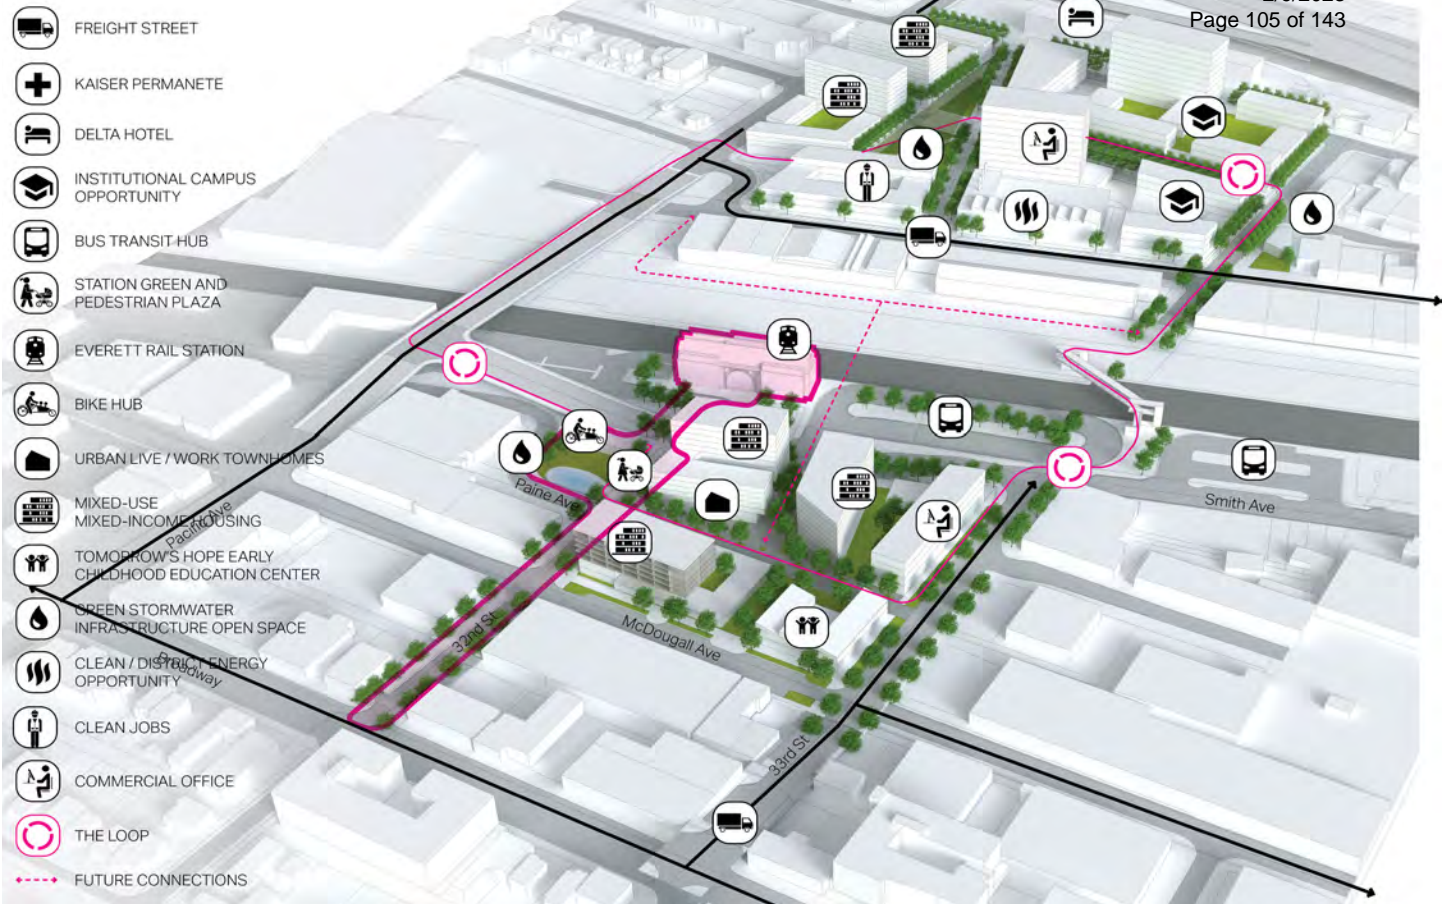 Page 105 of 143
FREIGHT STREET
KAISER PERMANETE
DELTA HOTEL
INSTITUTIONAL CAMPUS
OPPORTUNITY
BUS TRANSIT HUB
STATION GREEN AND
PEDESTRIAN PLAZA
EVERETT RAIL STATION
BIKE HUB
URBAN LIVE / WORK TOWNHOMES
MIXED-USE
MIXED-INCOME HOUSING
TOMORROW'S HOPE EARLY
CHILDHOOD EDUCATION CENTER
GREEN STORMWATER
INFRASTRUCTURE OPEN SPACE
CLEAN / DISTRICT ENERGY
OPPORTUNITY
CLEAN JOBS
COMMERCIAL OFFICE
THE LOOP
FUTURE CONNECTIONS
Pacific Ave
Broadway
Paine Ave
32nd St
McDougall Ave
33rd St
Smith Ave